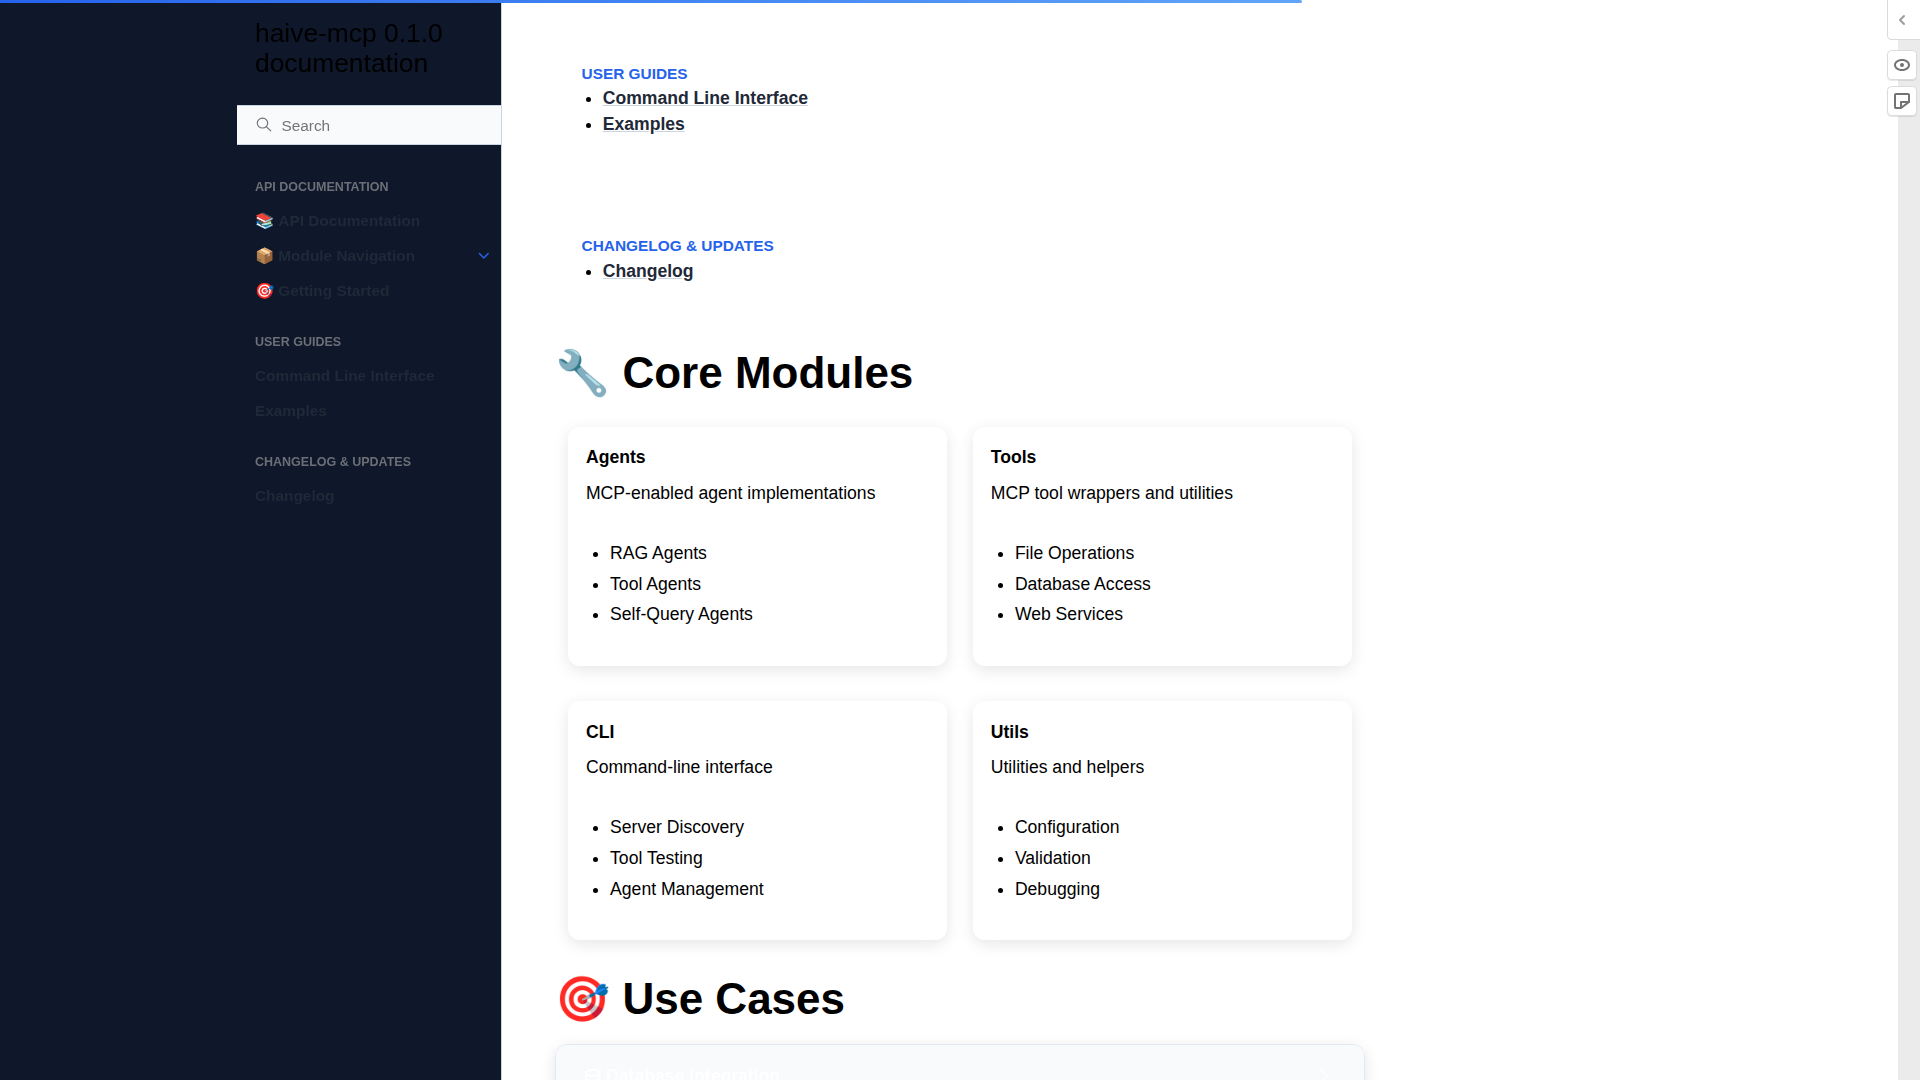 haive-mcp 0.1.0
documentation
Search
API DOCUMENTATION
📚 API Documentation
📦 Module Navigation
🎯 Getting Started
USER GUIDES
Command Line Interface
Examples
CHANGELOG & UPDATES
Changelog
USER GUIDES
• Command Line Interface
• Examples
CHANGELOG & UPDATES
• Changelog
🔧 Core Modules
Agents
MCP-enabled agent implementations
• RAG Agents
• Tool Agents
• Self-Query Agents
Tools
MCP tool wrappers and utilities
• File Operations
• Database Access
• Web Services
CLI
Command-line interface
• Server Discovery
• Tool Testing
• Agent Management
Utils
Utilities and helpers
• Configuration
• Validation
• Debugging
🎯 Use Cases
Database Integration